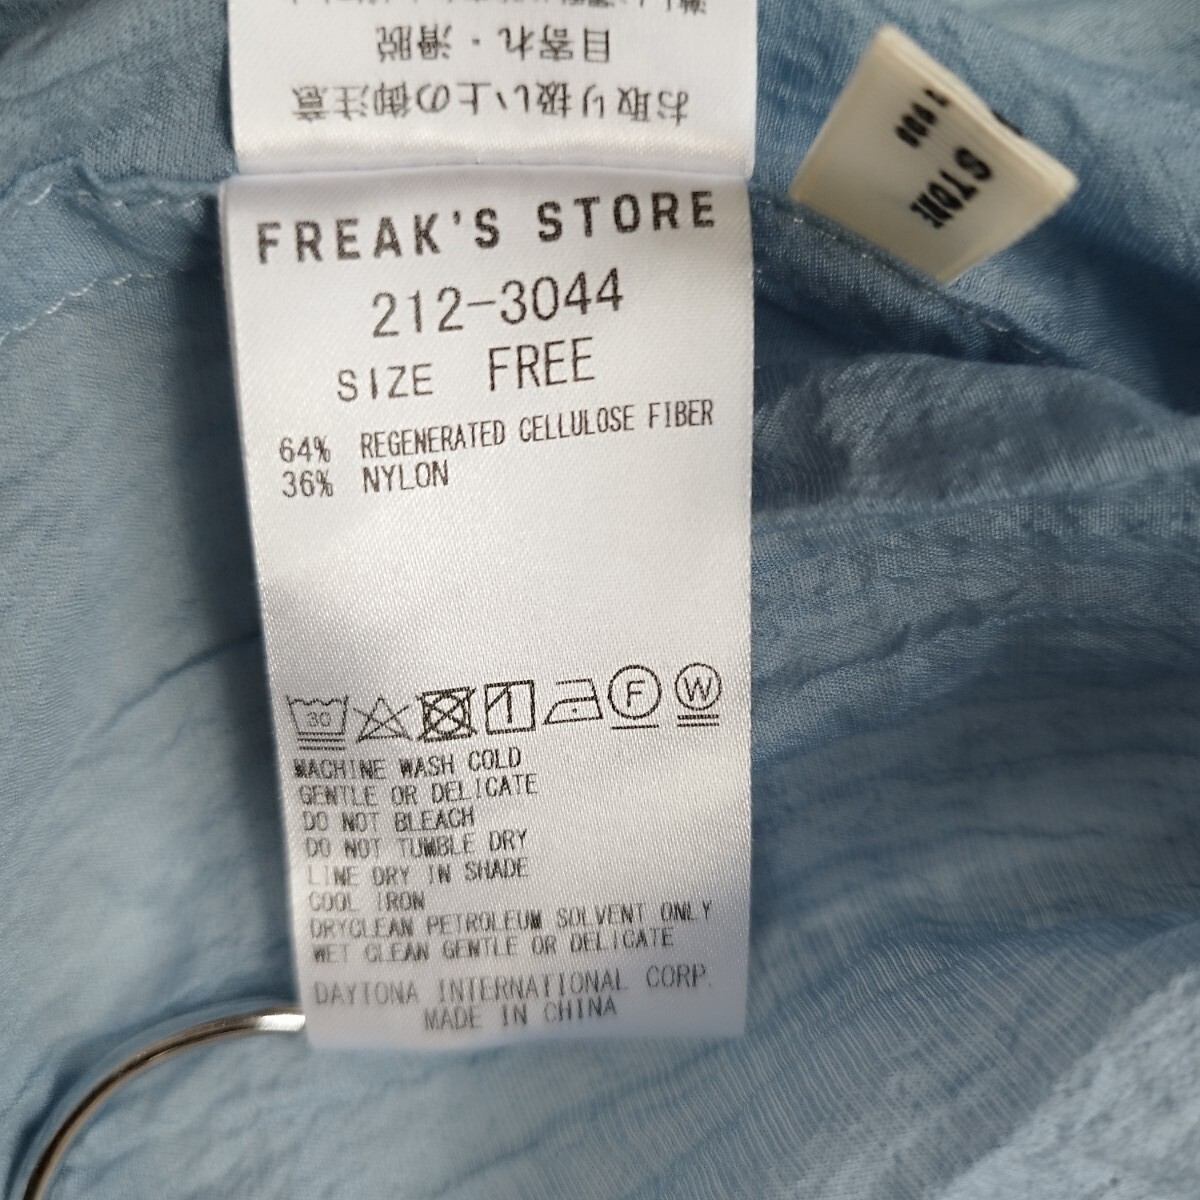 お取り扱い上の御注意
目寄れ・滑脱
FREAK'S STORE
212-3044
SIZE FREE
64% REGENERATED CELLULOSE FIBER
36% NYLON
30
F
W
MACHINE WASH COLD
GENTLE OR DELICATE
DO NOT BLEACH
DO NOT TUMBLE DRY
LINE DRY IN SHADE
COOL IRON
DRYCLEAN PETROLEUM SOLVENT ONLY
WET CLEAN GENTLE OR DELICATE
DAYTONA INTERNATIONAL CORP.
MADE IN CHINA
STORE